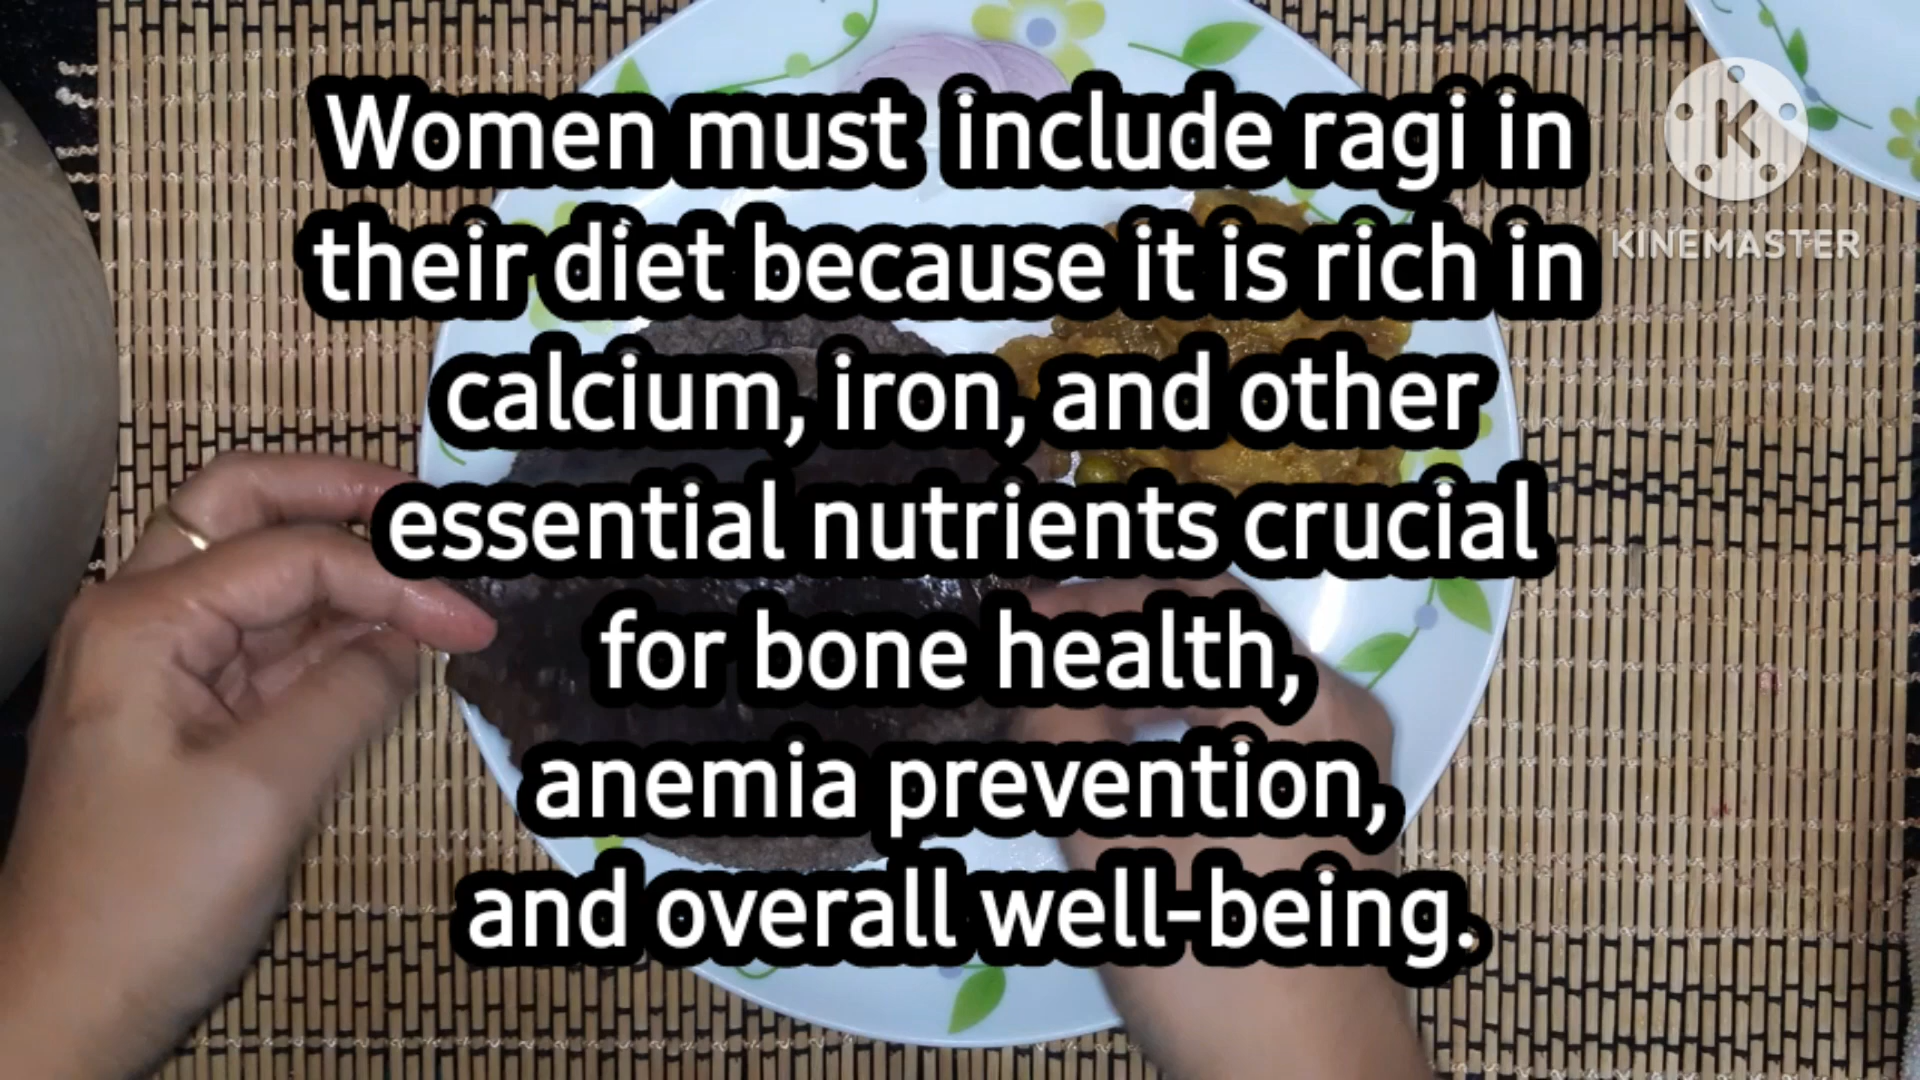 Women must  include ragi in
their diet because it is rich in
calcium, iron, and other
essential nutrients crucial
for bone health,
anemia prevention,
and overall well-being.
K
KINEMASTER